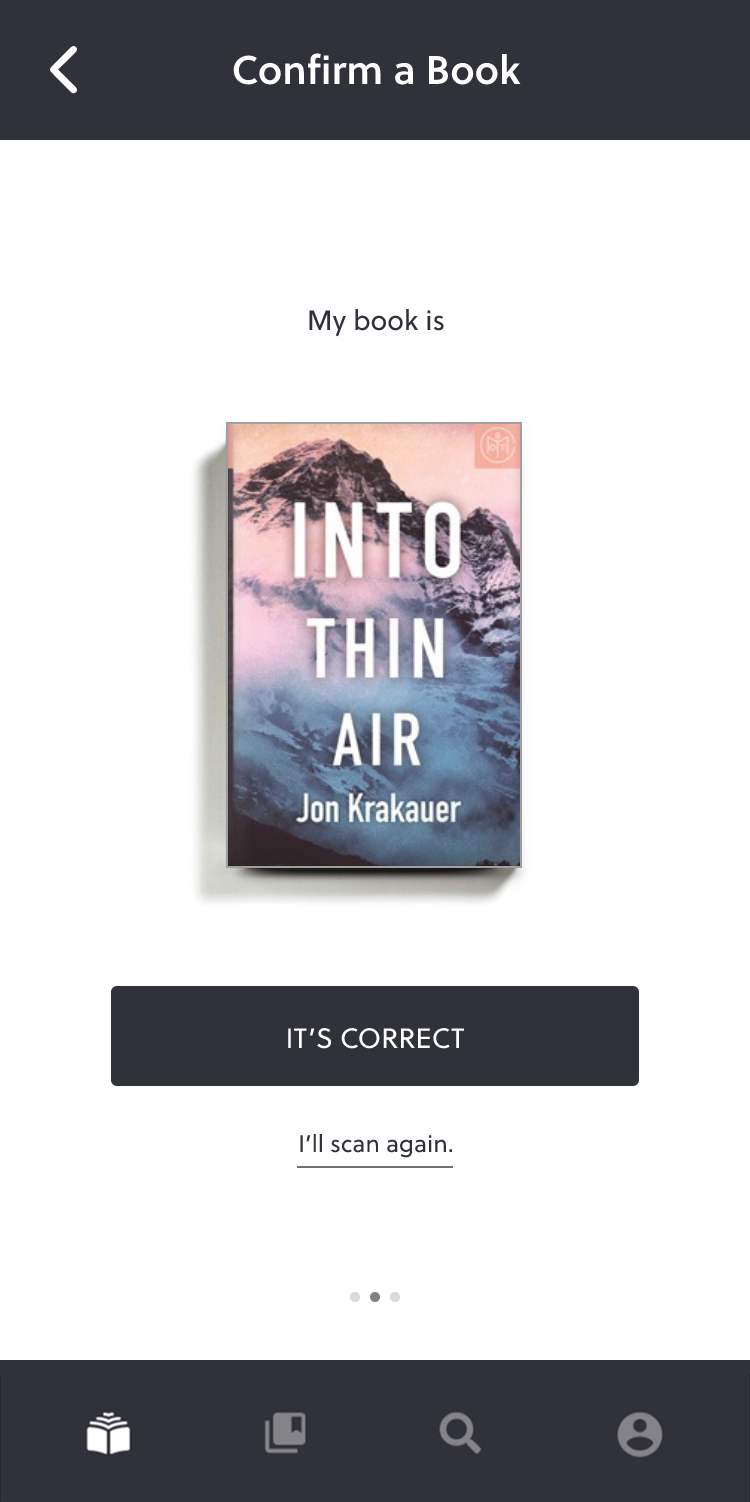 Confirm a Book
My book is
INTO
THIN
AIR
Jon Krakauer
IT'S CORRECT
I'll scan again.